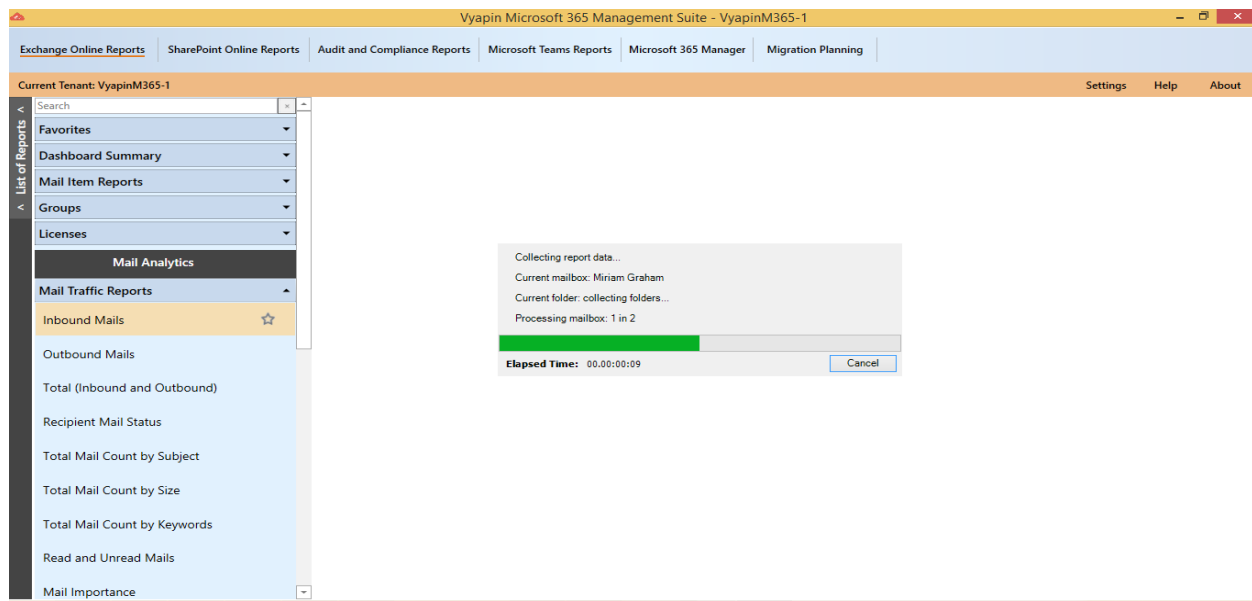 Vyapin Microsoft 365 Management Suite - VyapinM365-1
Exchange Online Reports SharePoint Online Reports Audit and Compliance Reports Microsoft Teams Reports Microsoft 365 Manager Migration Planning
Current Tenant: VyapinM365-1 Settings Help About
< List of Reports <
Search
Favorites
Dashboard Summary
Mail Item Reports
Groups
Licenses
Mail Analytics
Mail Traffic Reports
Inbound Mails
Outbound Mails
Total (Inbound and Outbound)
Recipient Mail Status
Total Mail Count by Subject
Total Mail Count by Size
Total Mail Count by Keywords
Read and Unread Mails
Mail Importance
Collecting report data...
Current mailbox: Miriam Graham
Current folder: collecting folders...
Processing mailbox: 1 in 2
Elapsed Time: 00.00:00:09 Cancel